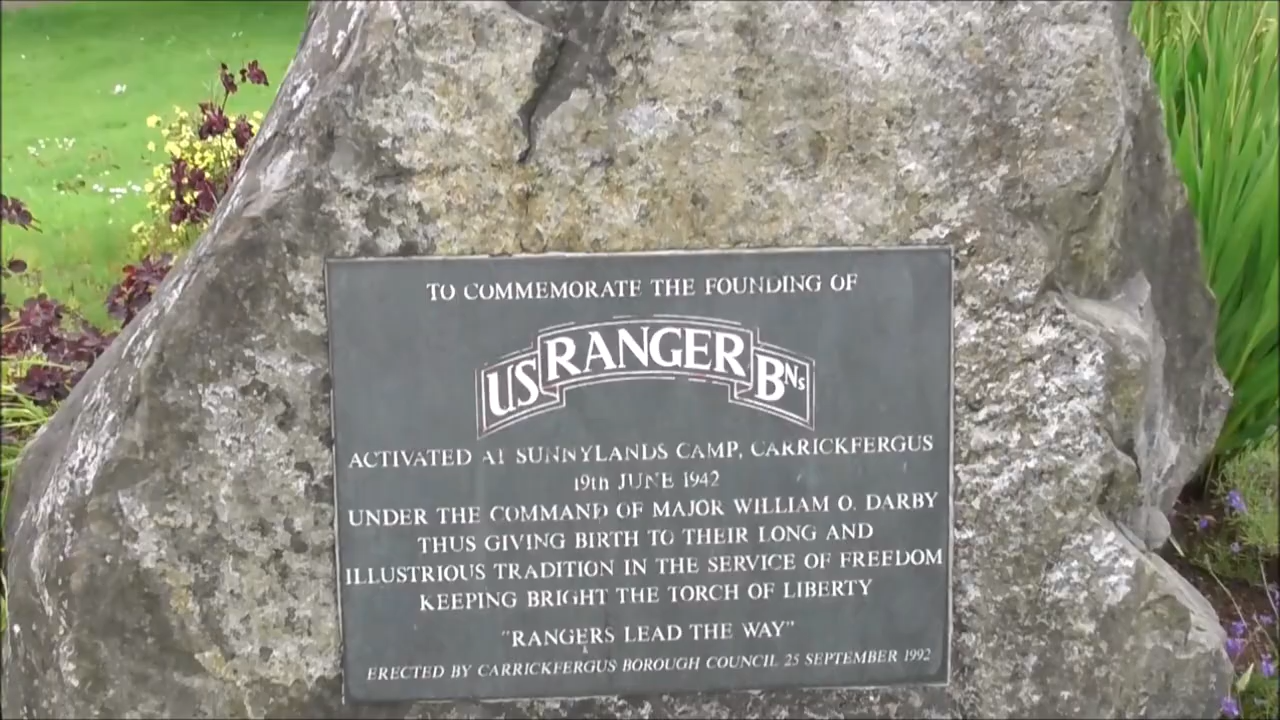 TO COMMEMORATE THE FOUNDING OF
US RANGER BNs
ACTIVATED AT SUNNYLANDS CAMP, CARRICKFERGUS
19th JUNE 1942
UNDER THE COMMAND OF MAJOR WILLIAM O. DARBY
THUS GIVING BIRTH TO THEIR LONG AND
ILLUSTRIOUS TRADITION IN THE SERVICE OF FREEDOM
KEEPING BRIGHT THE TORCH OF LIBERTY
"RANGERS LEAD THE WAY"
ERECTED BY CARRICKFERGUS BOROUGH COUNCIL 25 SEPTEMBER 1992